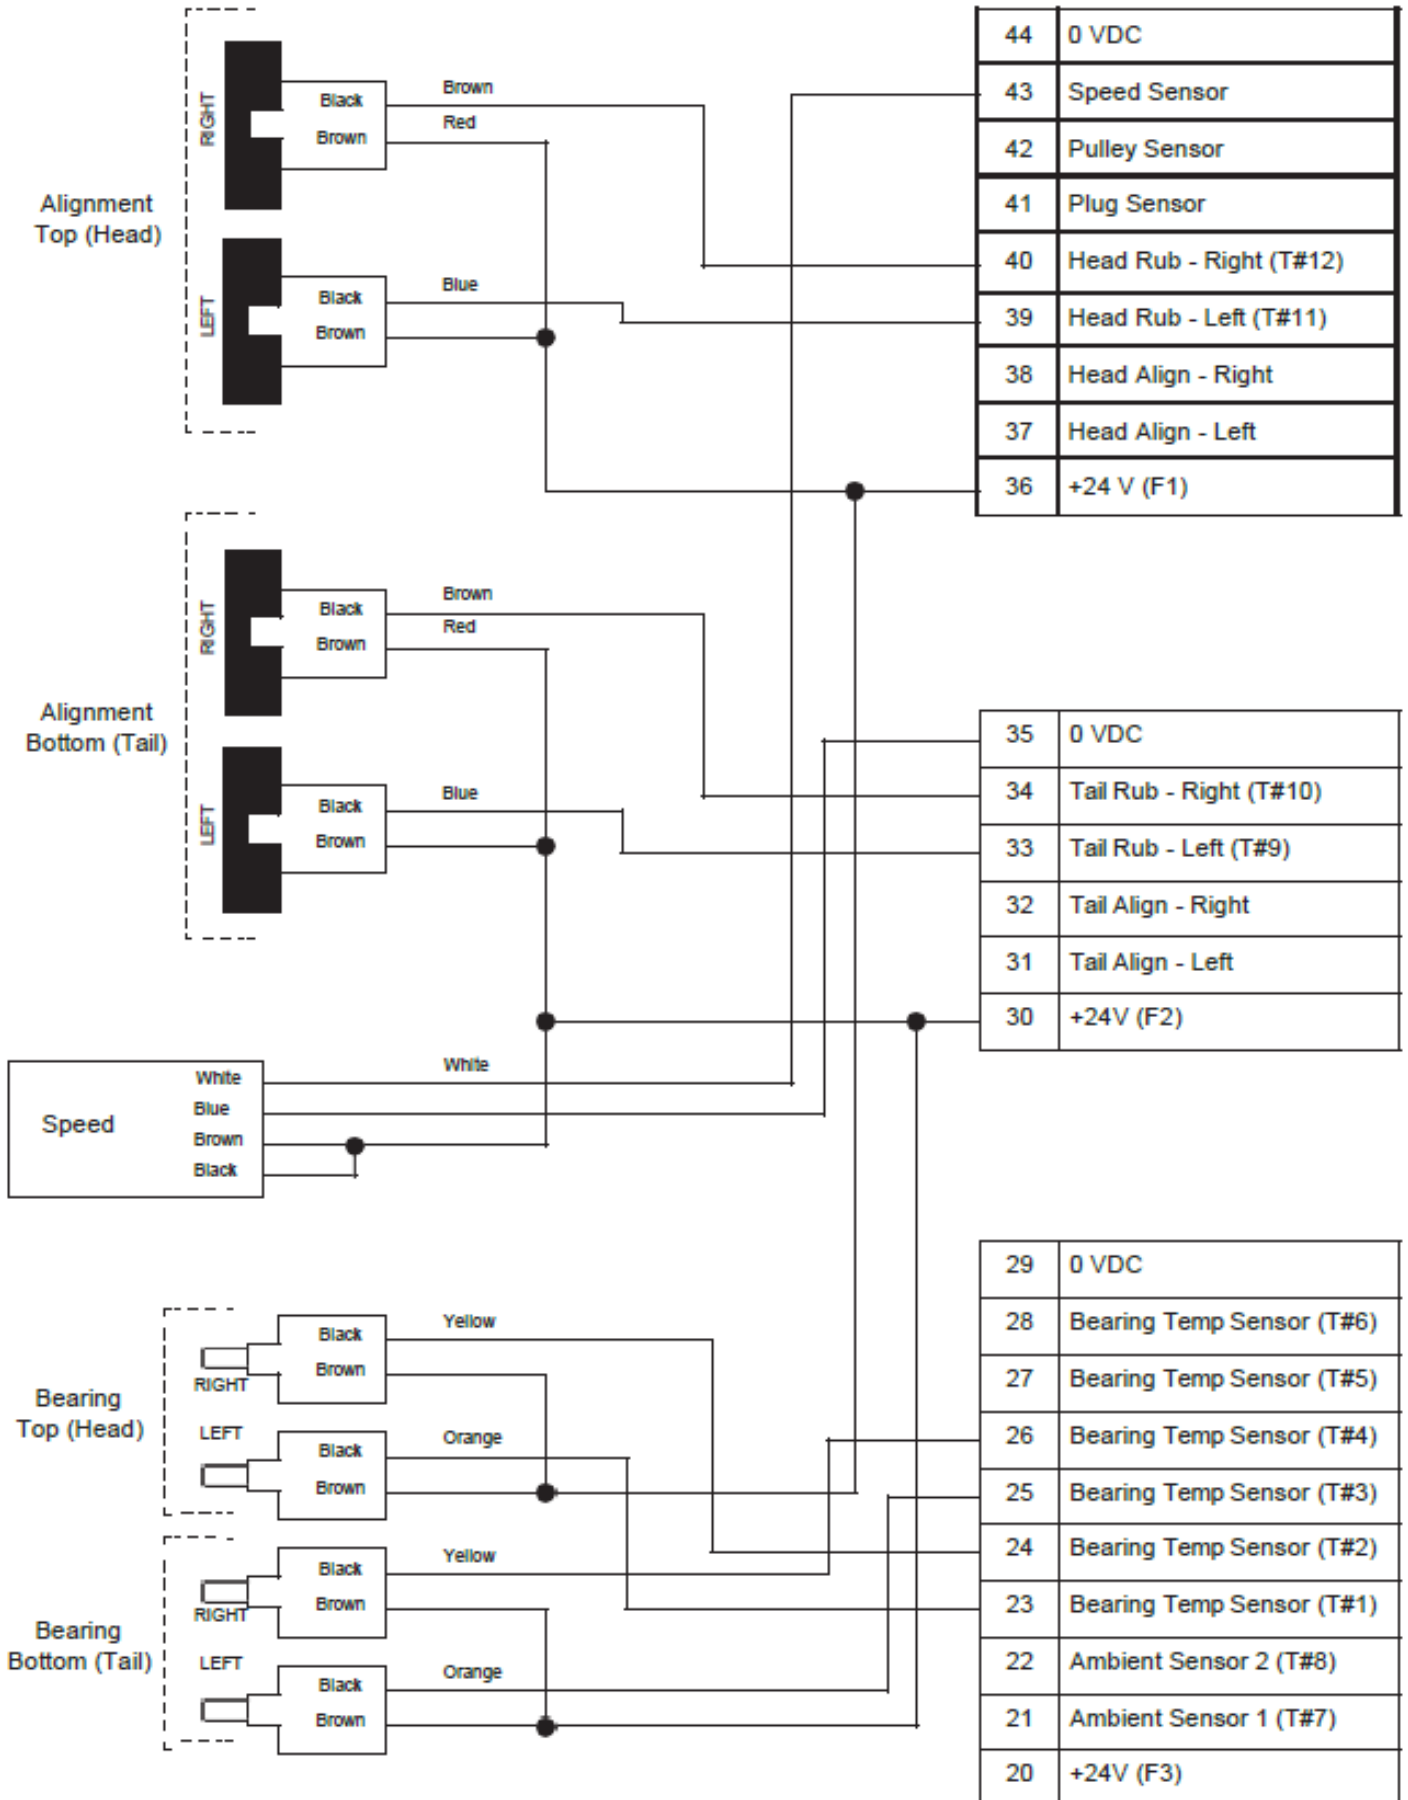 RIGHT
Black
Brown
Brown
Red
Alignment
Top (Head)
LEFT
Black
Brown
Blue
44 0 VDC
43 Speed Sensor
42 Pulley Sensor
41 Plug Sensor
40 Head Rub - Right (T#12)
39 Head Rub - Left (T#11)
38 Head Align - Right
37 Head Align - Left
36 +24 V (F1)
RIGHT
Black
Brown
Brown
Red
Alignment
Bottom (Tail)
LEFT
Black
Brown
Blue
35 0 VDC
34 Tail Rub - Right (T#10)
33 Tail Rub - Left (T#9)
32 Tail Align - Right
31 Tail Align - Left
30 +24V (F2)
Speed
White
Blue
Brown
Black
White
Bearing
Top (Head)
RIGHT
Black
Brown
Yellow
LEFT
Black
Brown
Orange
Bearing
Bottom (Tail)
RIGHT
Black
Brown
Yellow
LEFT
Black
Brown
Orange
29 0 VDC
28 Bearing Temp Sensor (T#6)
27 Bearing Temp Sensor (T#5)
26 Bearing Temp Sensor (T#4)
25 Bearing Temp Sensor (T#3)
24 Bearing Temp Sensor (T#2)
23 Bearing Temp Sensor (T#1)
22 Ambient Sensor 2 (T#8)
21 Ambient Sensor 1 (T#7)
20 +24V (F3)